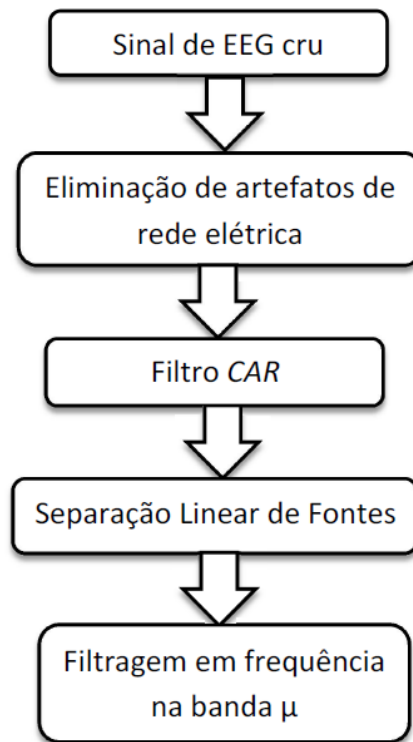 Sinal de EEG cru
Eliminação de artefatos de
rede elétrica
Filtro CAR
Separação Linear de Fontes
Filtragem em frequência
na banda μ